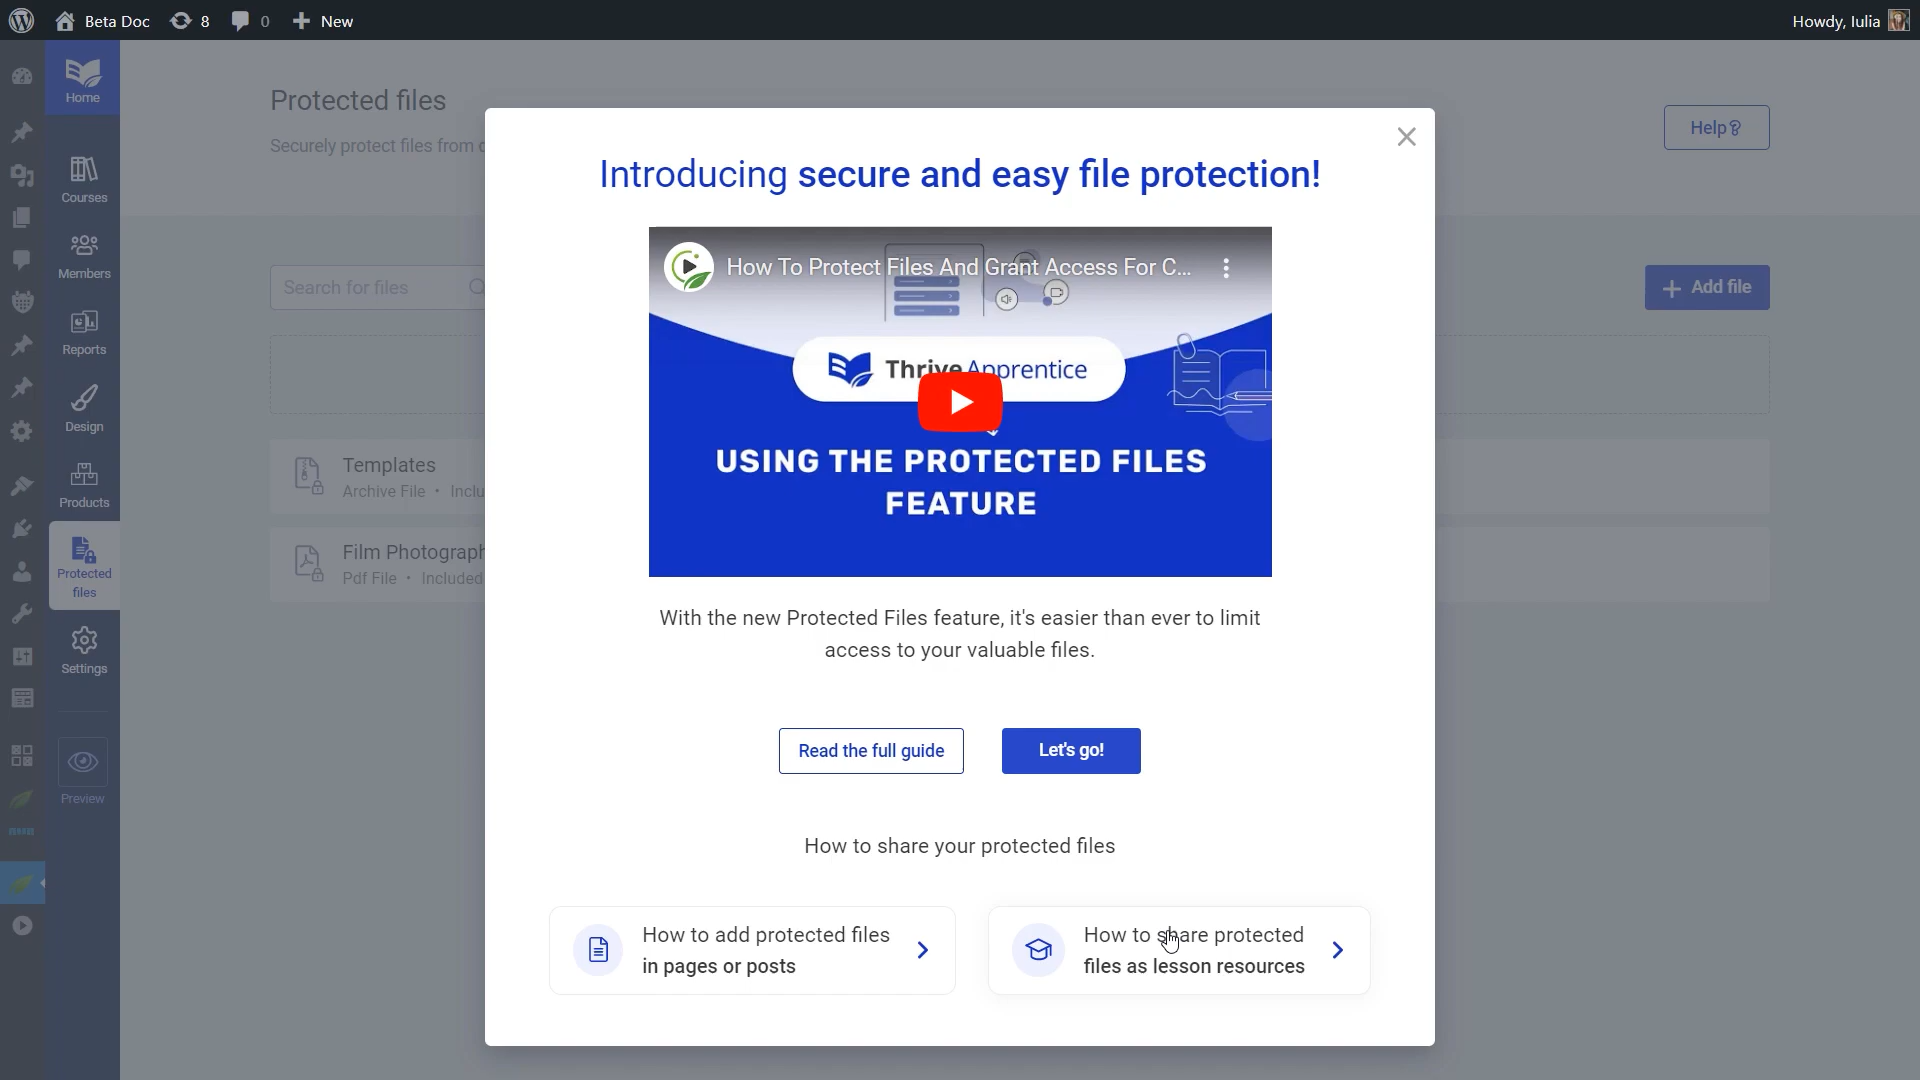 Beta Doc 8 0 New Howdy, Iulia
Home
Courses
Members
Reports
Design
Products
Protected
files
Settings
Preview
Protected files
Securely protect files from
Help
Search for files
Add file
Templates
Archive File • Inclu
Film Photograph
Pdf File • Included
Introducing secure and easy file protection!
How To Protect Files And Grant Access For C...
ThriveApprentice
USING THE PROTECTED FILES
FEATURE
With the new Protected Files feature, it's easier than ever to limit
access to your valuable files.
Read the full guide
Let's go!
How to share your protected files
How to add protected files
in pages or posts
How to share protected
files as lesson resources